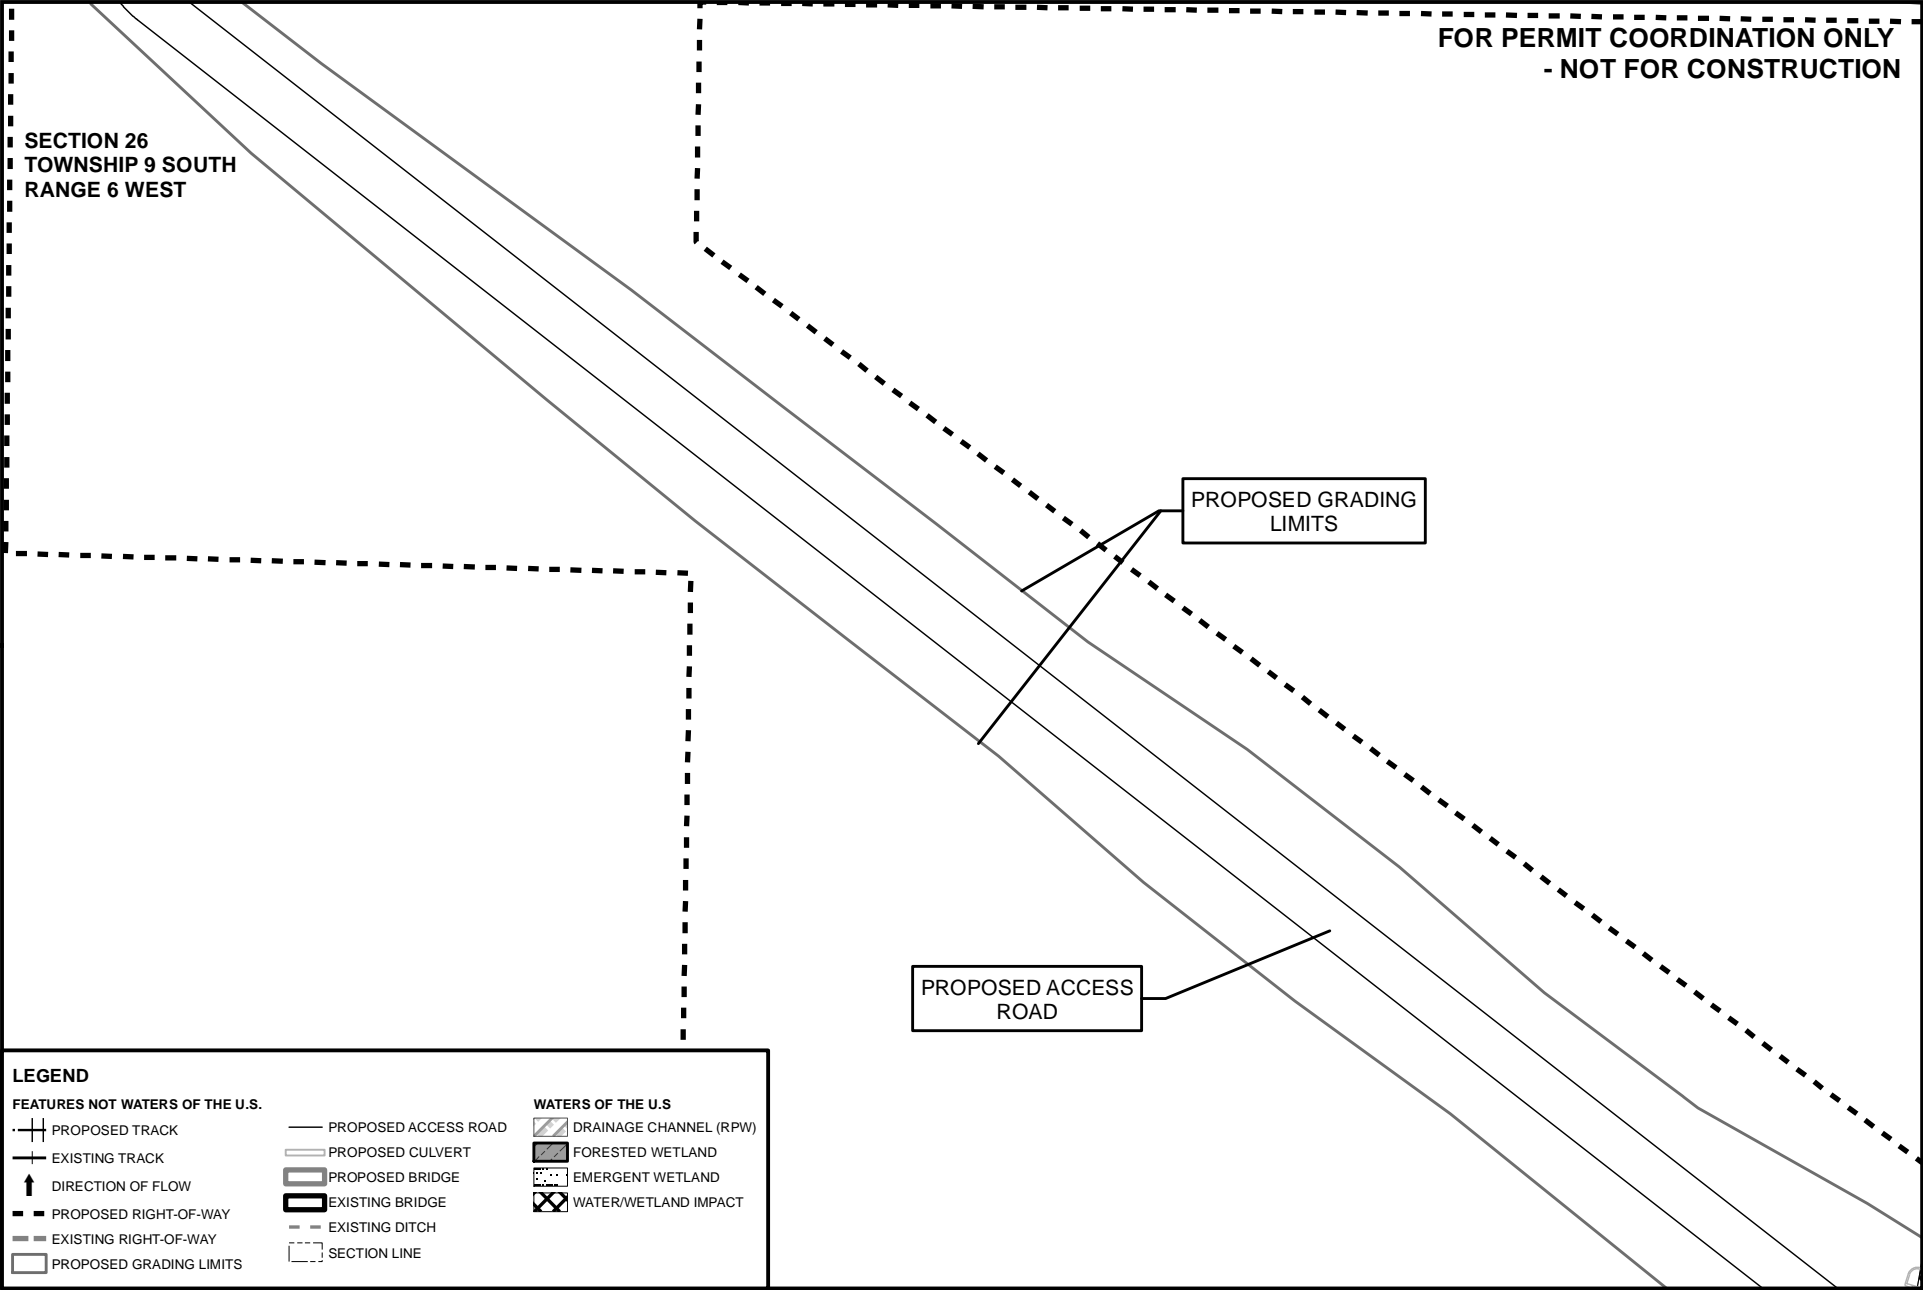 FOR PERMIT COORDINATION ONLY
- NOT FOR CONSTRUCTION
SECTION 26
TOWNSHIP 9 SOUTH
RANGE 6 WEST
PROPOSED GRADING
LIMITS
PROPOSED ACCESS
ROAD
LEGEND
FEATURES NOT WATERS OF THE U.S.
PROPOSED TRACK
EXISTING TRACK
DIRECTION OF FLOW
PROPOSED RIGHT-OF-WAY
EXISTING RIGHT-OF-WAY
PROPOSED GRADING LIMITS
PROPOSED ACCESS ROAD
PROPOSED CULVERT
PROPOSED BRIDGE
EXISTING BRIDGE
EXISTING DITCH
SECTION LINE
WATERS OF THE U.S
DRAINAGE CHANNEL (RPW)
FORESTED WETLAND
EMERGENT WETLAND
WATER/WETLAND IMPACT